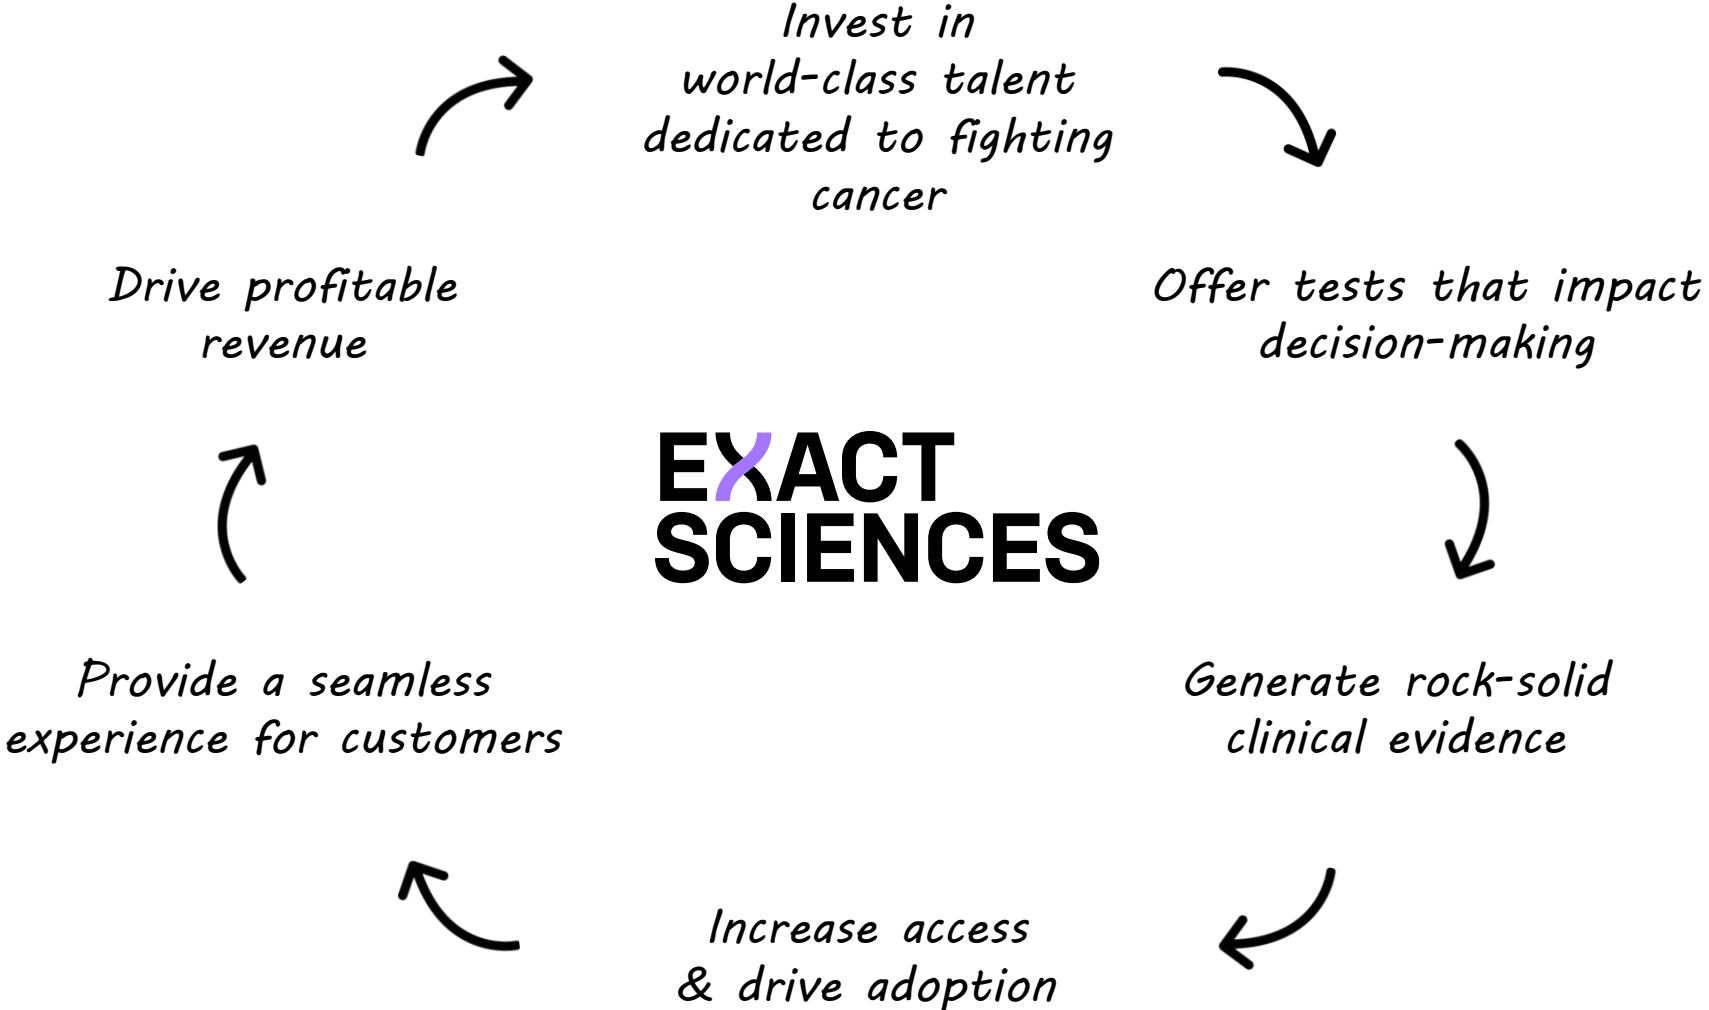 Invest in
world-class talent
dedicated to fighting
cancer
Offer tests that impact
decision-making
Generate rock-solid
clinical evidence
Increase access
& drive adoption
Provide a seamless
experience for customers
Drive profitable
revenue
EXACT
SCIENCES